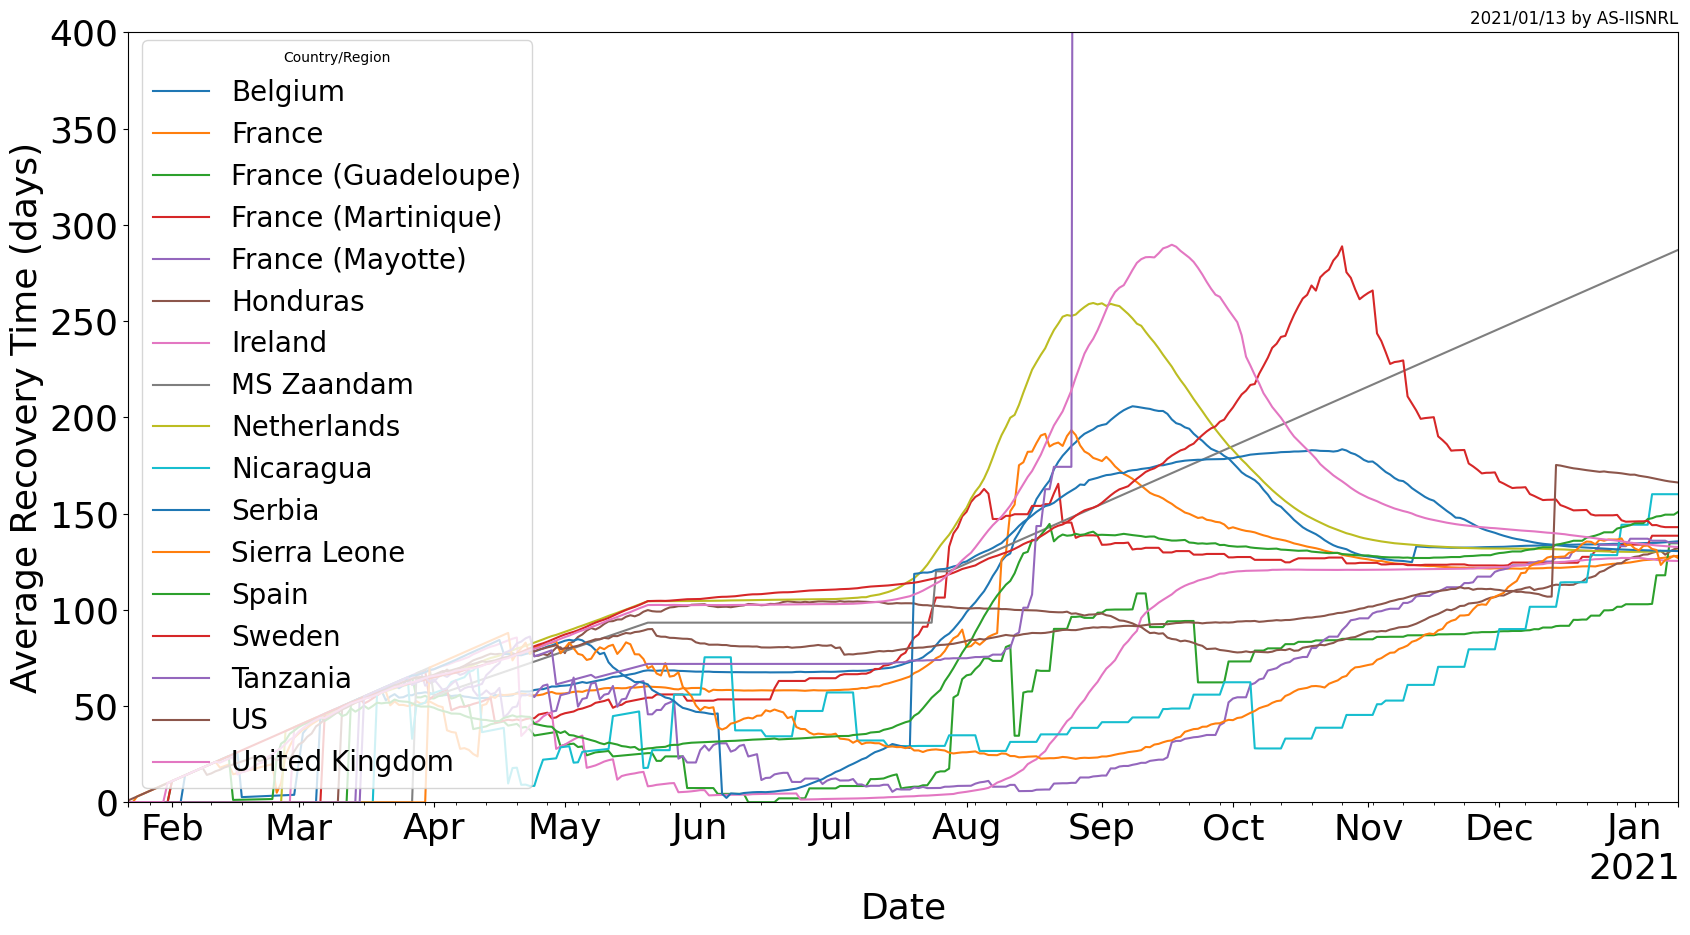 2021/01/13 by AS-IISNRL
400
350
300
250
200
150
100
50
0
Average Recovery Time (days)
Country/Region
Belgium
France
France (Guadeloupe)
France (Martinique)
France (Mayotte)
Honduras
Ireland
MS Zaandam
Netherlands
Nicaragua
Serbia
Sierra Leone
Spain
Sweden
Tanzania
US
United Kingdom
Feb Mar Apr May Jun Jul Aug Sep Oct Nov Dec Jan
2021
Date